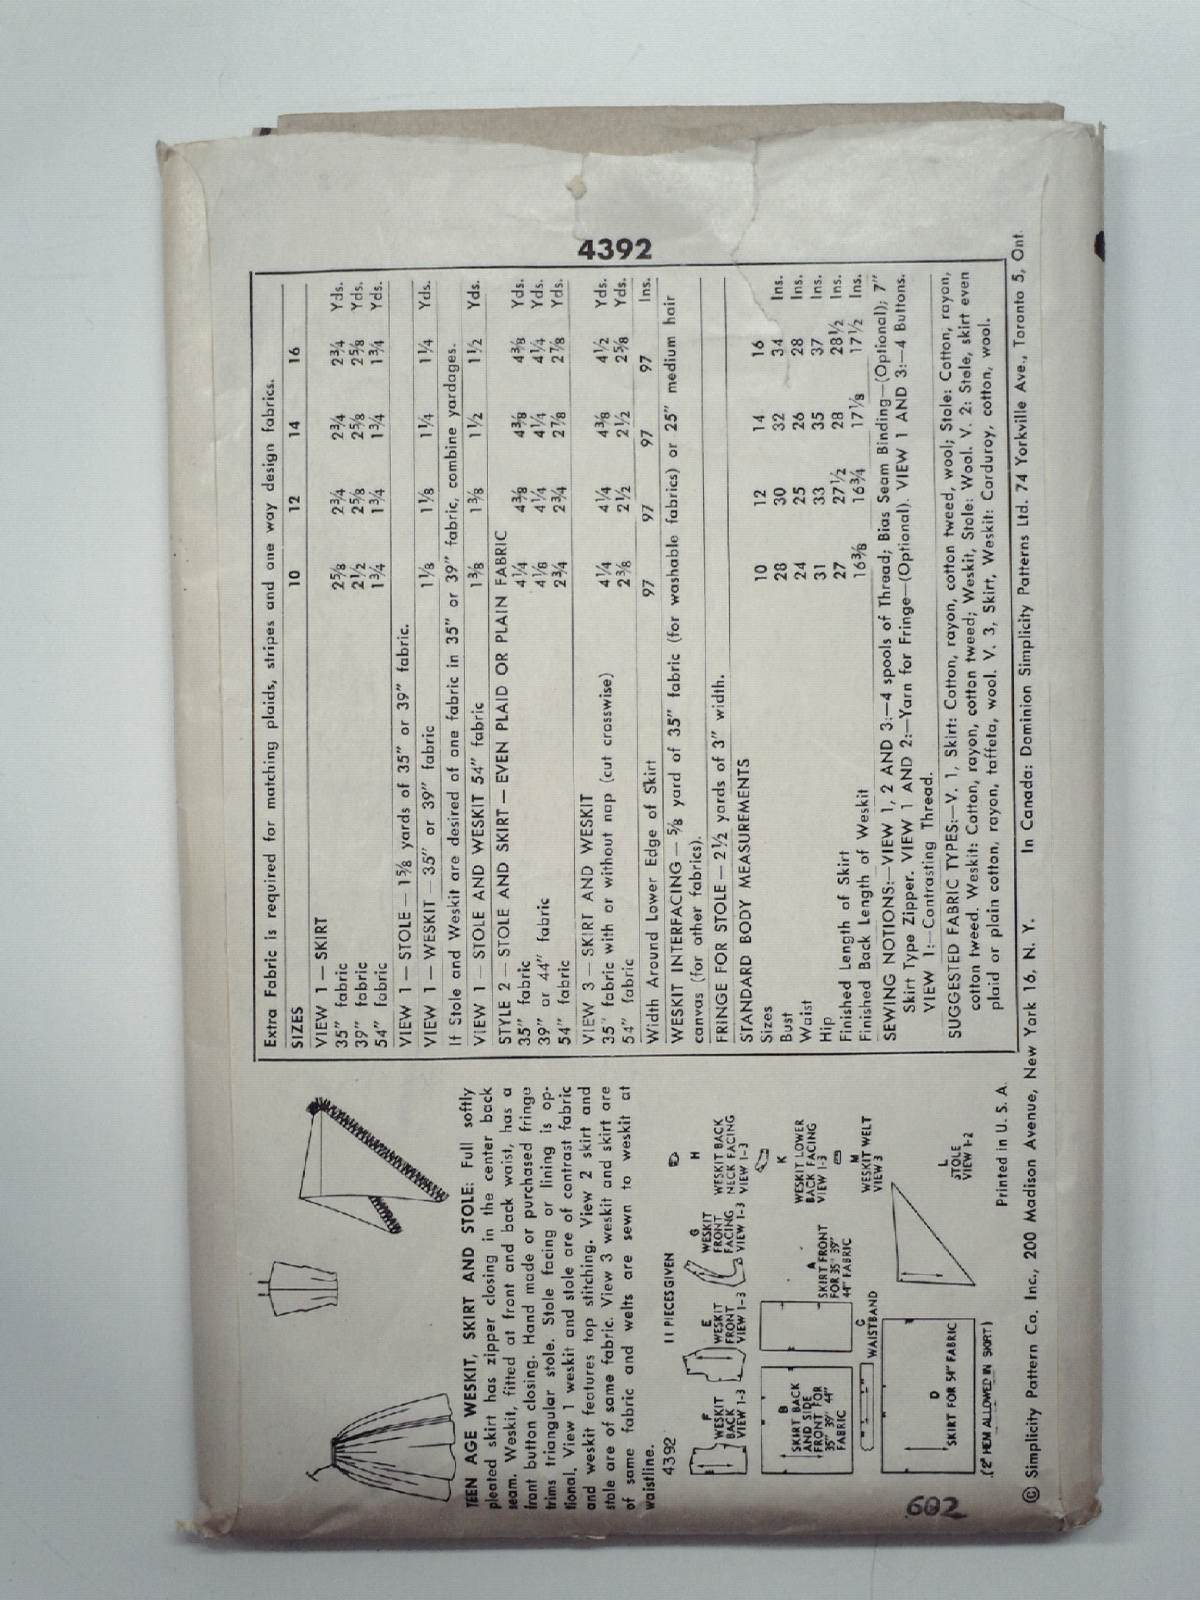 4392
Extra Fabric is required for matching plaids, stripes and one way design fabrics.
SIZES 10 12 14 16
VIEW 1 — SKIRT
35" fabric 2⅝ 2¾ 2¾ 2¾ Yds.
39" fabric 2½ 2⅝ 2⅝ 2⅝ Yds.
54" fabric 1¾ 1¾ 1¾ 1¾ Yds.
VIEW 1 — STOLE — 1⅝ yards of 35" or 39" fabric.
VIEW 1 — WESKIT — 35" or 39" fabric 1⅛ 1⅛ 1¼ 1¼ Yds.
If Stole and Weskit are desired of one fabric in 35" or 39" fabric, combine yardages.
VIEW 1 — STOLE AND WESKIT 54" fabric 1⅜ 1⅜ 1½ 1½ Yds.
STYLE 2 — STOLE AND SKIRT — EVEN PLAID OR PLAIN FABRIC
35" fabric 4¼ 4⅜ 4⅜ 4⅜ Yds.
39" or 44" fabric 4⅛ 4¼ 4¼ 4¼ Yds.
54" fabric 2¾ 2¾ 2⅞ 2⅞ Yds.
VIEW 3 — SKIRT AND WESKIT
35" fabric with or without nap (cut crosswise) 4¼ 4¼ 4⅜ 4½ Yds.
54" fabric 2⅜ 2½ 2½ 2⅝ Yds.
Width Around Lower Edge of Skirt 97 97 97 97 Ins.
WESKIT INTERFACING — ⅝ yard of 35" fabric (for washable fabrics) or 25" medium hair
canvas (for other fabrics).
FRINGE FOR STOLE — 2½ yards of 3" width.
STANDARD BODY MEASUREMENTS
Sizes 10 12 14 16
Bust 28 30 32 34 Ins.
Waist 24 25 26 28 Ins.
Hip 31 33 35 37 Ins.
Finished Length of Skirt 27 27½ 28 28½ Ins.
Finished Back Length of Weskit 16⅜ 16¾ 17⅛ 17½ Ins.
SEWING NOTIONS:—VIEW 1, 2 AND 3:—4 spools of Thread; Bias Seam Binding—(Optional); 7"
Skirt Type Zipper. VIEW 1 AND 2:—Yarn for Fringe—(Optional). VIEW 1 AND 3:—4 Buttons.
VIEW 1:—Contrasting Thread.
SUGGESTED FABRIC TYPES:—V. 1, Skirt: Cotton, rayon, cotton tweed, wool; Stole: Cotton, rayon,
cotton tweed. Weskit: Cotton, rayon, cotton tweed; Weskit, Stole: Wool. V. 2: Stole, skirt even
plaid or plain cotton, rayon, taffeta, wool. V. 3, Skirt, Weskit: Corduroy, cotton, wool.
TEEN AGE WESKIT, SKIRT AND STOLE: Full softly
pleated skirt has zipper closing in the center back
seam. Weskit, fitted at front and back waist, has a
front button closing. Hand made or purchased fringe
trims triangular stole. Stole facing or lining is op-
tional. View 1 weskit and stole are of contrast fabric
and weskit features top stitching. View 2 skirt and
stole are of same fabric. View 3 weskit and skirt are
of same fabric and welts are sewn to weskit at
waistline.
4392 11 PIECES GIVEN
F
WESKIT
BACK
VIEW 1-3
E
WESKIT
FRONT
VIEW 1-3
G
WESKIT
FRONT
FACING
VIEW 1-3
H
WESKIT BACK
NECK FACING
VIEW 1-3
B
SKIRT BACK
AND SIDE
FRONT FOR
35" 39" 44"
FABRIC
A
SKIRT FRONT
FOR 35" 39"
44" FABRIC
K
WESKIT LOWER
BACK FACING
VIEW 1-3
C
WAISTBAND
M
WESKIT WELT
VIEW 3
D
SKIRT FOR 54" FABRIC
L
STOLE
VIEW 1-2
(2" HEM ALLOWED IN SKIRT)
Printed in U. S. A.
© Simplicity Pattern Co. Inc., 200 Madison Avenue, New York 16, N. Y. In Canada: Dominion Simplicity Patterns Ltd. 74 Yorkville Ave., Toronto 5, Ont.
602